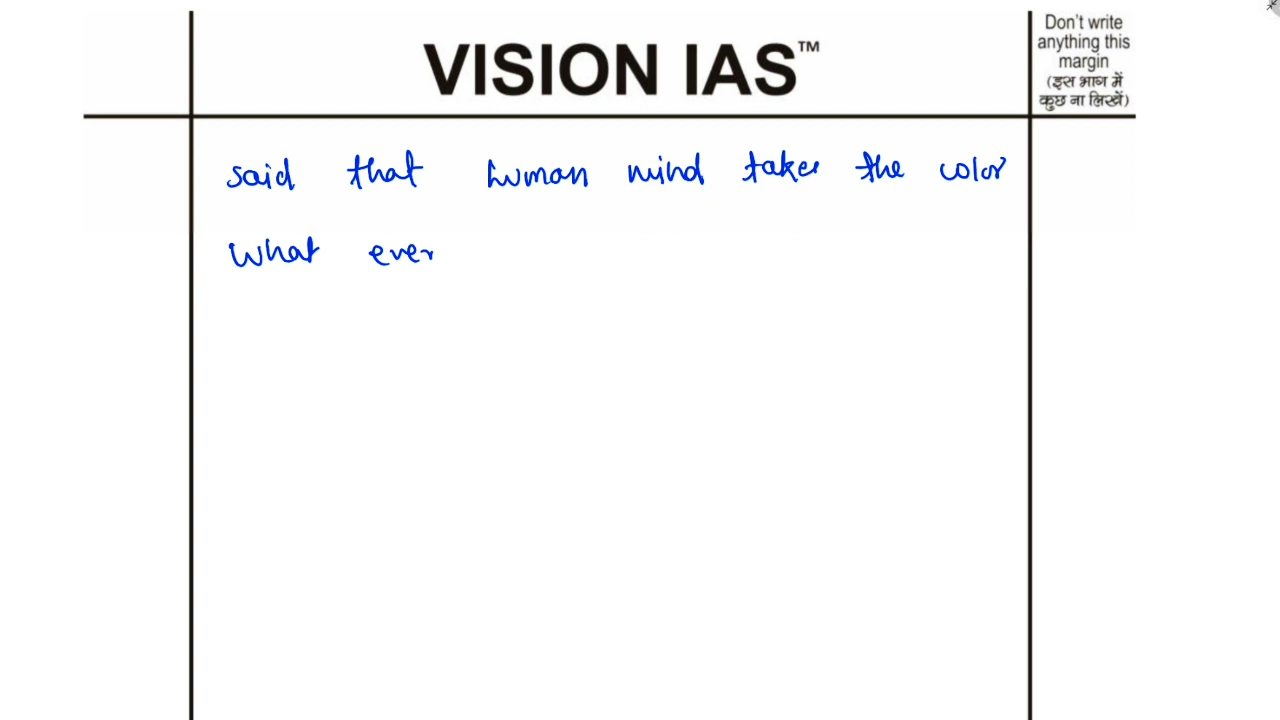 VISION IAS™
Don't write
anything this
margin
(इस भाग में
कुछ ना लिखें)
said that human mind takes the color
what ever